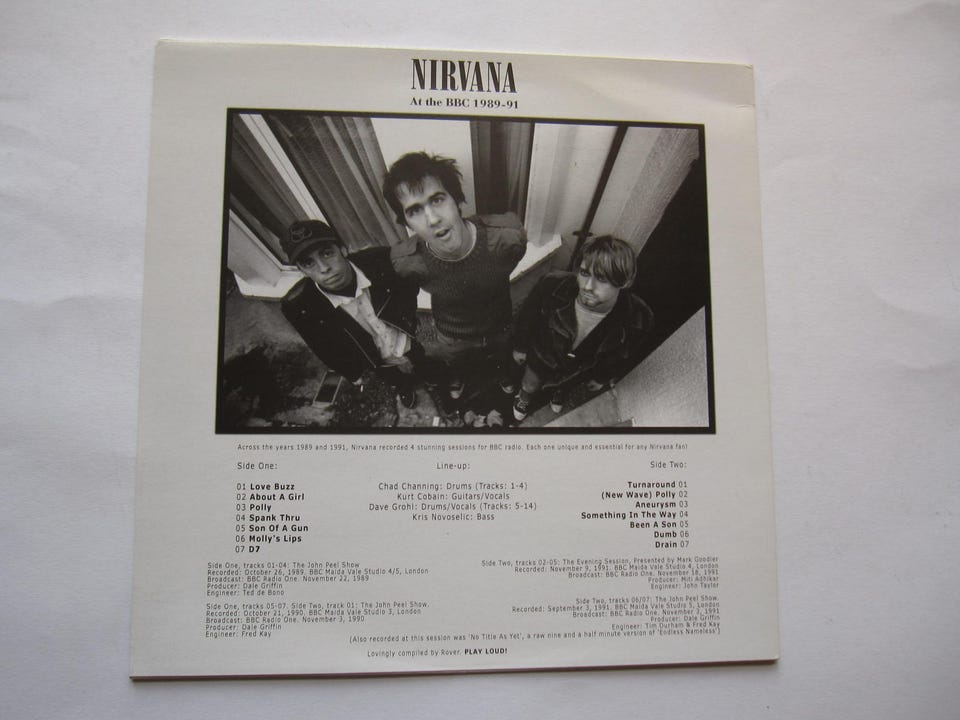 NIRVANA
At the BBC 1989-91
Across the years 1989 and 1991, Nirvana recorded 4 stunning sessions for BBC radio. Each one unique and essential for any Nirvana fan)
Side One:
01 Love Buzz
02 About A Girl
03 Polly
04 Spank Thru
05 Son Of A Gun
06 Molly's Lips
07 D7
Line-up:
Chad Channing: Drums (Tracks: 1-4)
Kurt Cobain: Guitars/Vocals
Dave Grohl: Drums/Vocals (Tracks: 5-14)
Kris Novoselic: Bass
Side Two:
Turnaround 01
(New Wave) Polly 02
Aneurysm 03
Something In The Way 04
Been A Son 05
Dumb 06
Drain 07
Side One, tracks 01-04: The John Peel Show
Recorded: October 26, 1989. BBC Maida Vale Studio 4/5, London
Broadcast: BBC Radio One. November 22, 1989
Producer: Dale Griffin
Engineer: Ted de Bono
Side One, tracks 05-07. Side Two, track 01: The John Peel Show.
Recorded: October 21, 1990. BBC Maida Vale Studio 3, London
Broadcast: BBC Radio One. November 3, 1990
Producer: Dale Griffin
Engineer: Fred Kay
Side Two, tracks 02-05: The Evening Session, Presented by Mark Goodier
Recorded: November 9, 1991. BBC Maida Vale Studio 4, London
Broadcast: BBC Radio One. November 18, 1991
Producer: Miti Adhikar
Engineer: John Taylor
Side Two, tracks 06/07: The John Peel Show.
Recorded: September 3, 1991. BBC Maida Vale Studio 5, London
Broadcast: BBC Radio One. November 3, 1991
Producer: Dale Griffin
Engineer: Tim Durham & Fred Kay
(Also recorded at this session was 'No Title As Yet', a raw nine and a half minute version of 'Endless Nameless')
Lovingly compiled by Rover. PLAY LOUD!